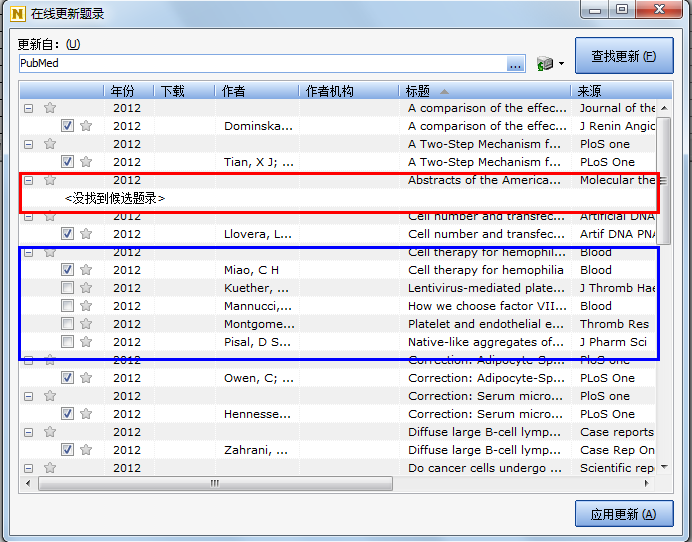 在线更新题录
更新自：(U)
PubMed ...
查找更新 (F)
年份 下载 作者 作者机构 标题 来源
2012 A comparison of the effec... Journal of the
2012 Dominska... A comparison of the effec... J Renin Angio
2012 A Two-Step Mechanism f... PloS one
2012 Tian, X J; ... A Two-Step Mechanism f... PLoS One
2012 Abstracts of the America... Molecular the
<没找到候选题录>
2012 Cell number and transfec... Artificial DNA
2012 Llovera, L... Cell number and transfec... Artif DNA PNA
2012 Cell therapy for hemophil... Blood
2012 Miao, C H Cell therapy for hemophilia Blood
2012 Kuether, ... Lentivirus-mediated plate... J Thromb Hae
2012 Mannucci,... How we choose factor VII... Blood
2012 Montgome... Platelet and endothelial e... Thromb Res
2012 Pisal, D S... Native-like aggregates of... J Pharm Sci
2012 Correction: Adipocyte-Sp... PloS one
2012 Owen, C; ... Correction: Adipocyte-Sp... PLoS One
2012 Correction: Serum micro... PloS one
2012 Hennesse... Correction: Serum micro... PLoS One
2012 Diffuse large B-cell lymp... Case reports
2012 Zahrani, ... Diffuse large B-cell lymp... Case Rep On
2012 Do cancer cells undergo ... Scientific rep
应用更新 (A)